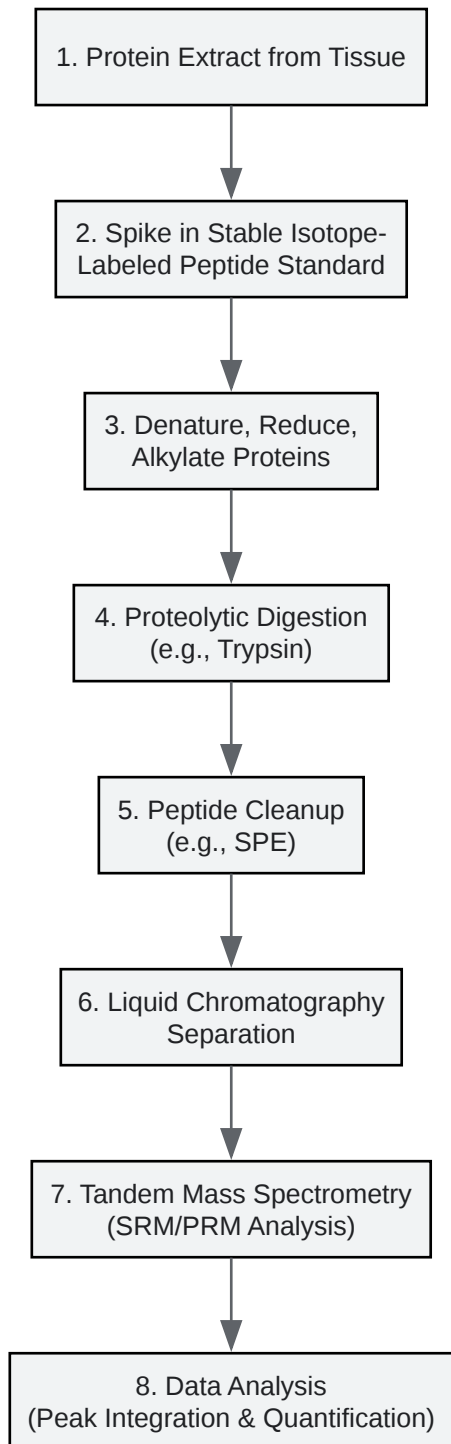 1. Protein Extract from Tissue
2. Spike in Stable Isotope-
Labeled Peptide Standard
3. Denature, Reduce,
Alkylate Proteins
4. Proteolytic Digestion
(e.g., Trypsin)
5. Peptide Cleanup
(e.g., SPE)
6. Liquid Chromatography
Separation
7. Tandem Mass Spectrometry
(SRM/PRM Analysis)
8. Data Analysis
(Peak Integration & Quantification)